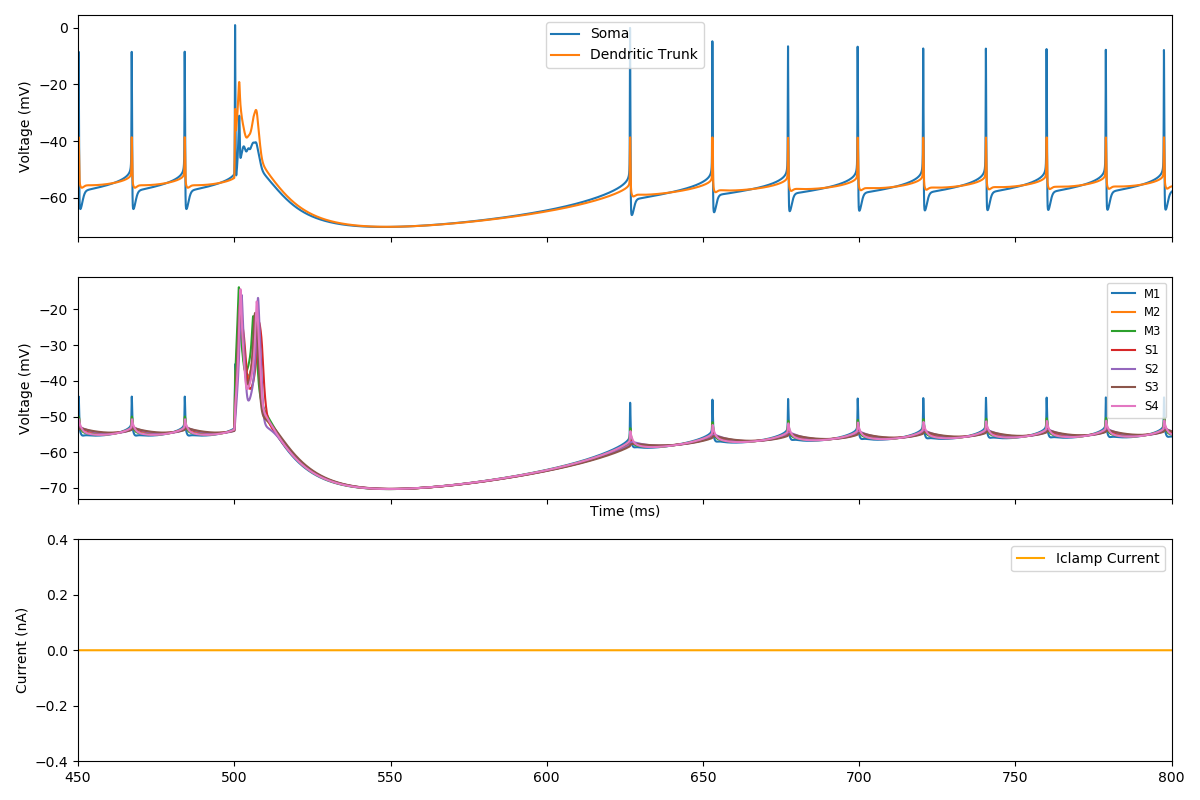 0
−20
−40
−60
Voltage (mV)
Soma
Dendritic Trunk
−20
−30
−40
−50
−60
−70
Voltage (mV)
M1
M2
M3
S1
S2
S3
S4
Time (ms)
0.4
0.2
0.0
−0.2
−0.4
Current (nA)
Iclamp Current
450 500 550 600 650 700 750 800